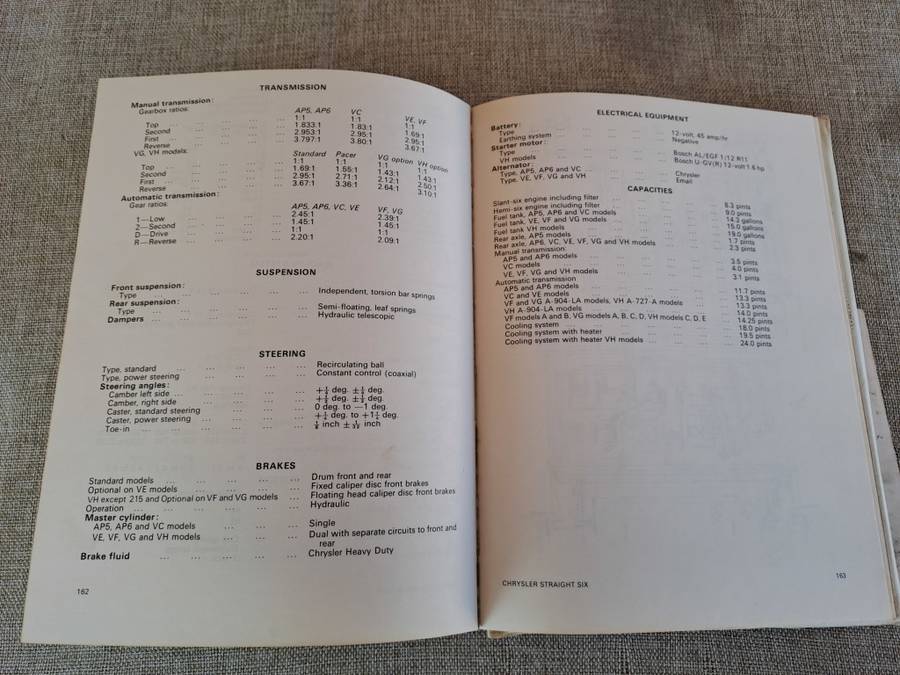 TRANSMISSION
Manual transmission:
Gearbox ratios: AP5, AP6 VC VE, VF
Top ... 1:1 1:1 1:1
Second ... 1.833:1 1.83:1 1.69:1
First ... 2.953:1 2.95:1 2.95:1
Reverse ... 3.797:1 3.80:1 3.67:1
VG, VH models: Standard Pacer VG option VH option
Top ... 1:1 1:1 1:1 1:1
Second ... 1.69:1 1.55:1 1.43:1 1.43:1
First ... 2.95:1 2.71:1 2.12:1 2.50:1
Reverse ... 3.67:1 3.36:1 2.64:1 3.10:1
Automatic transmission:
Gear ratios: AP5, AP6, VC, VE VF, VG
1—Low ... 2.45:1 2.39:1
2—Second ... 1.45:1 1.45:1
D—Drive ... 1:1 1:1
R—Reverse ... 2.20:1 2.09:1
SUSPENSION
Front suspension:
Type ... Independent, torsion bar springs
Rear suspension:
Type ... Semi-floating, leaf springs
Dampers ... Hydraulic telescopic
STEERING
Type, standard ... Recirculating ball
Type, power steering ... Constant control (coaxial)
Steering angles:
Camber left side ...
Camber, right side ...
Caster, standard steering ... 0 deg. to —1 deg.
Caster, power steering ...
Toe-in ...
BRAKES
Standard models ... Drum front and rear
Optional on VE models ... Fixed caliper disc front brakes
VH except 215 and Optional on VF and VG models ... Floating head caliper disc front brakes
Operation ... Hydraulic
Master cylinder:
AP5, AP6 and VC models ... Single
VE, VF, VG and VH models ... Dual with separate circuits to front and
rear
Brake fluid ... Chrysler Heavy Duty
162
ELECTRICAL EQUIPMENT
Battery:
Type ... 12-volt, 45 amp/hr
Earthing system ... Negative
Starter motor:
Type ... Bosch AL/EGF 1/12 R11
VH models ... Bosch U-GV(R) 12-volt 1.6 hp
Alternator:
Type, AP5, AP6 and VC ... Chrysler
Type, VE, VF, VG and VH ... Email
CAPACITIES
Slant-six engine including filter ... 8.3 pints
Hemi-six engine including filter ... 9.0 pints
Fuel tank, AP5, AP6 and VC models ... 14.2 gallons
Fuel tank, VE, VF and VG models ... 15.0 gallons
Fuel tank VH models ... 19.0 gallons
Rear axle, AP5 models ... 1.7 pints
Rear axle, AP6, VC, VE, VF, VG and VH models ... 2.3 pints
Manual transmission:
AP5 and AP6 models ... 3.5 pints
VC models ... 4.0 pints
VE, VF, VG and VH models ... 3.1 pints
Automatic transmission
AP5 and AP6 models ... 11.7 pints
VC and VE models ... 13.3 pints
VF and VG A-904-LA models, VH A-727-A models ... 13.3 pints
VH A-904-LA models ... 14.0 pints
VF models A and B, VG models A, B, C, D, VH models C, D, E 14.25 pints
Cooling system ... 18.0 pints
Cooling system with heater ... 19.5 pints
Cooling system with heater VH models ... 24.0 pints
CHRYSLER STRAIGHT SIX
163